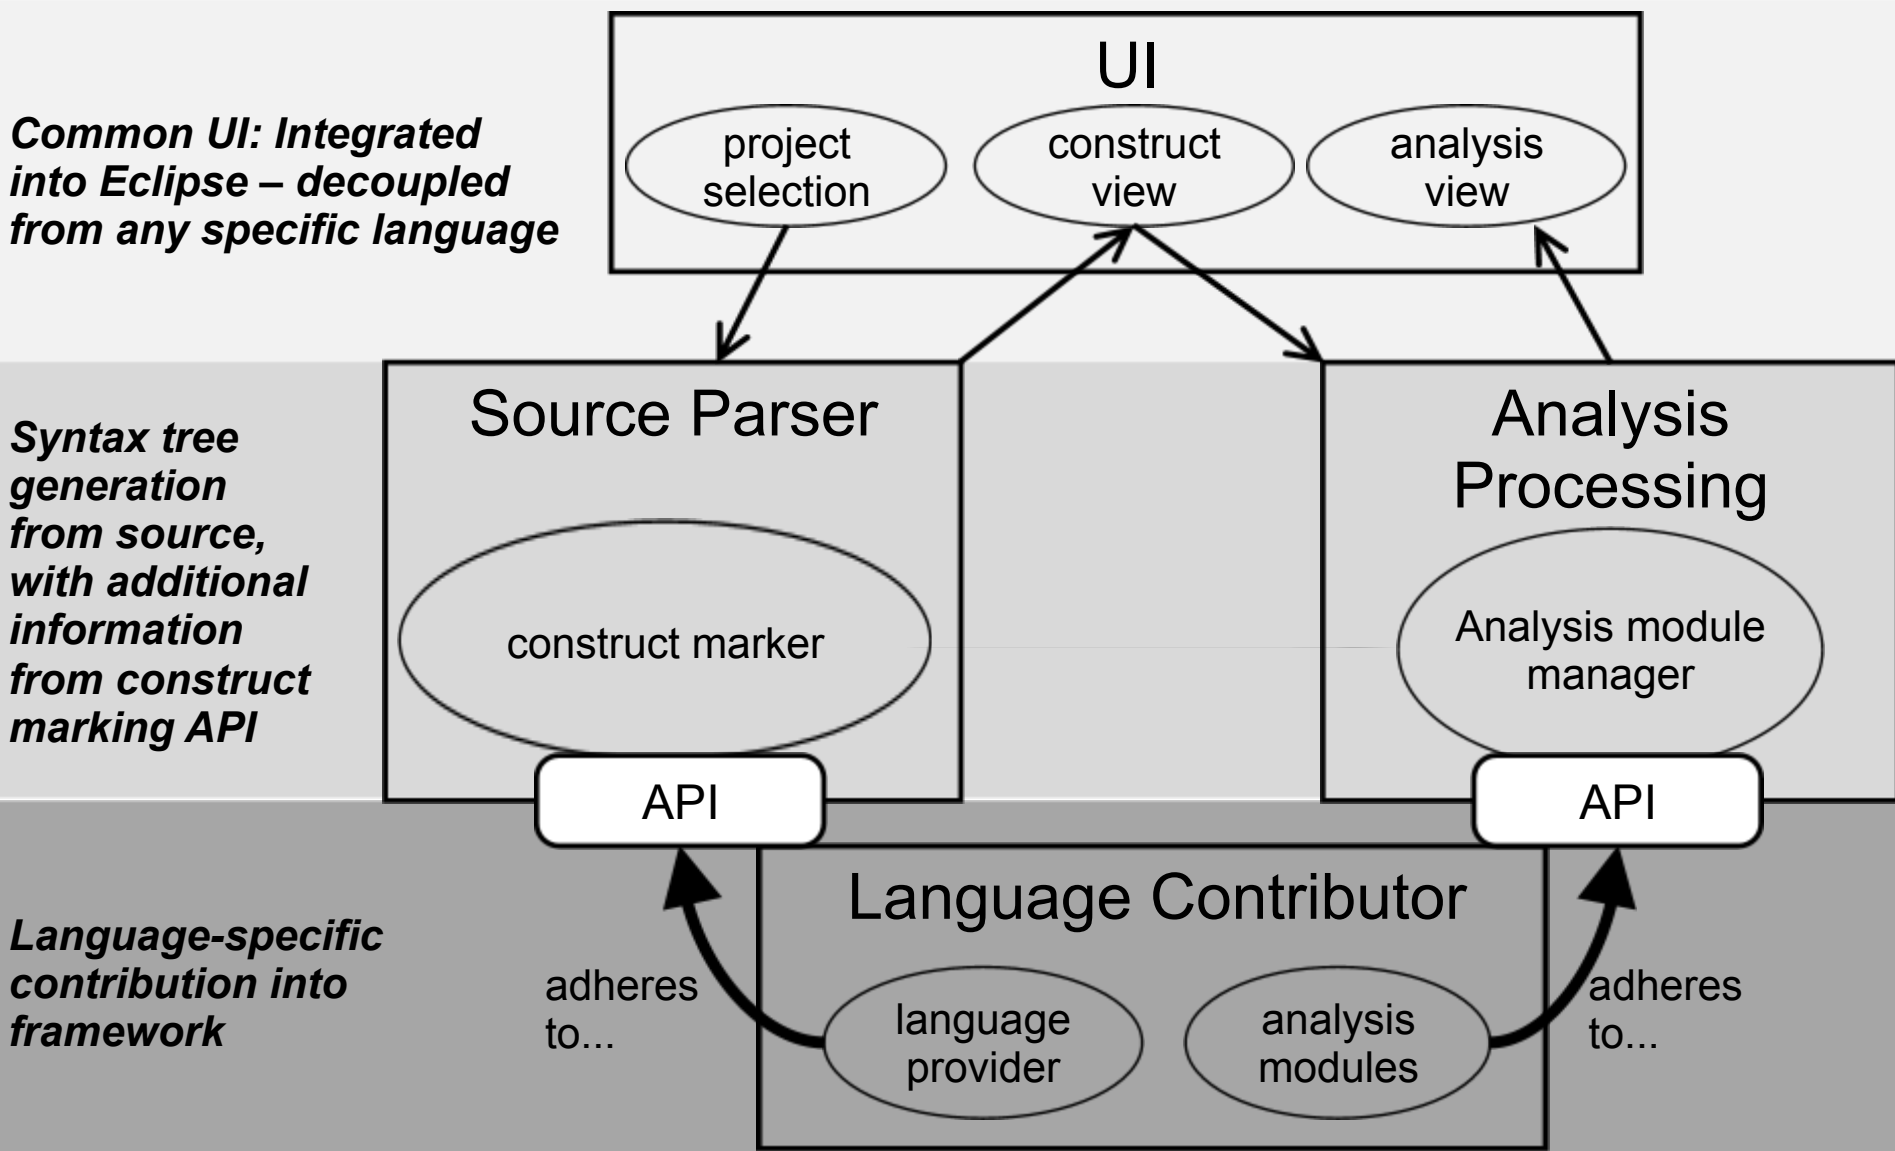 UI
Common UI: Integrated
into Eclipse – decoupled
from any specific language
project
selection
construct
view
analysis
view
Syntax tree
generation
from source,
with additional
information
from construct
marking API
Source Parser
construct marker
API
Analysis
Processing
Analysis module
manager
API
Language-specific
contribution into
framework
Language Contributor
adheres
to...
language
provider
analysis
modules
adheres
to...